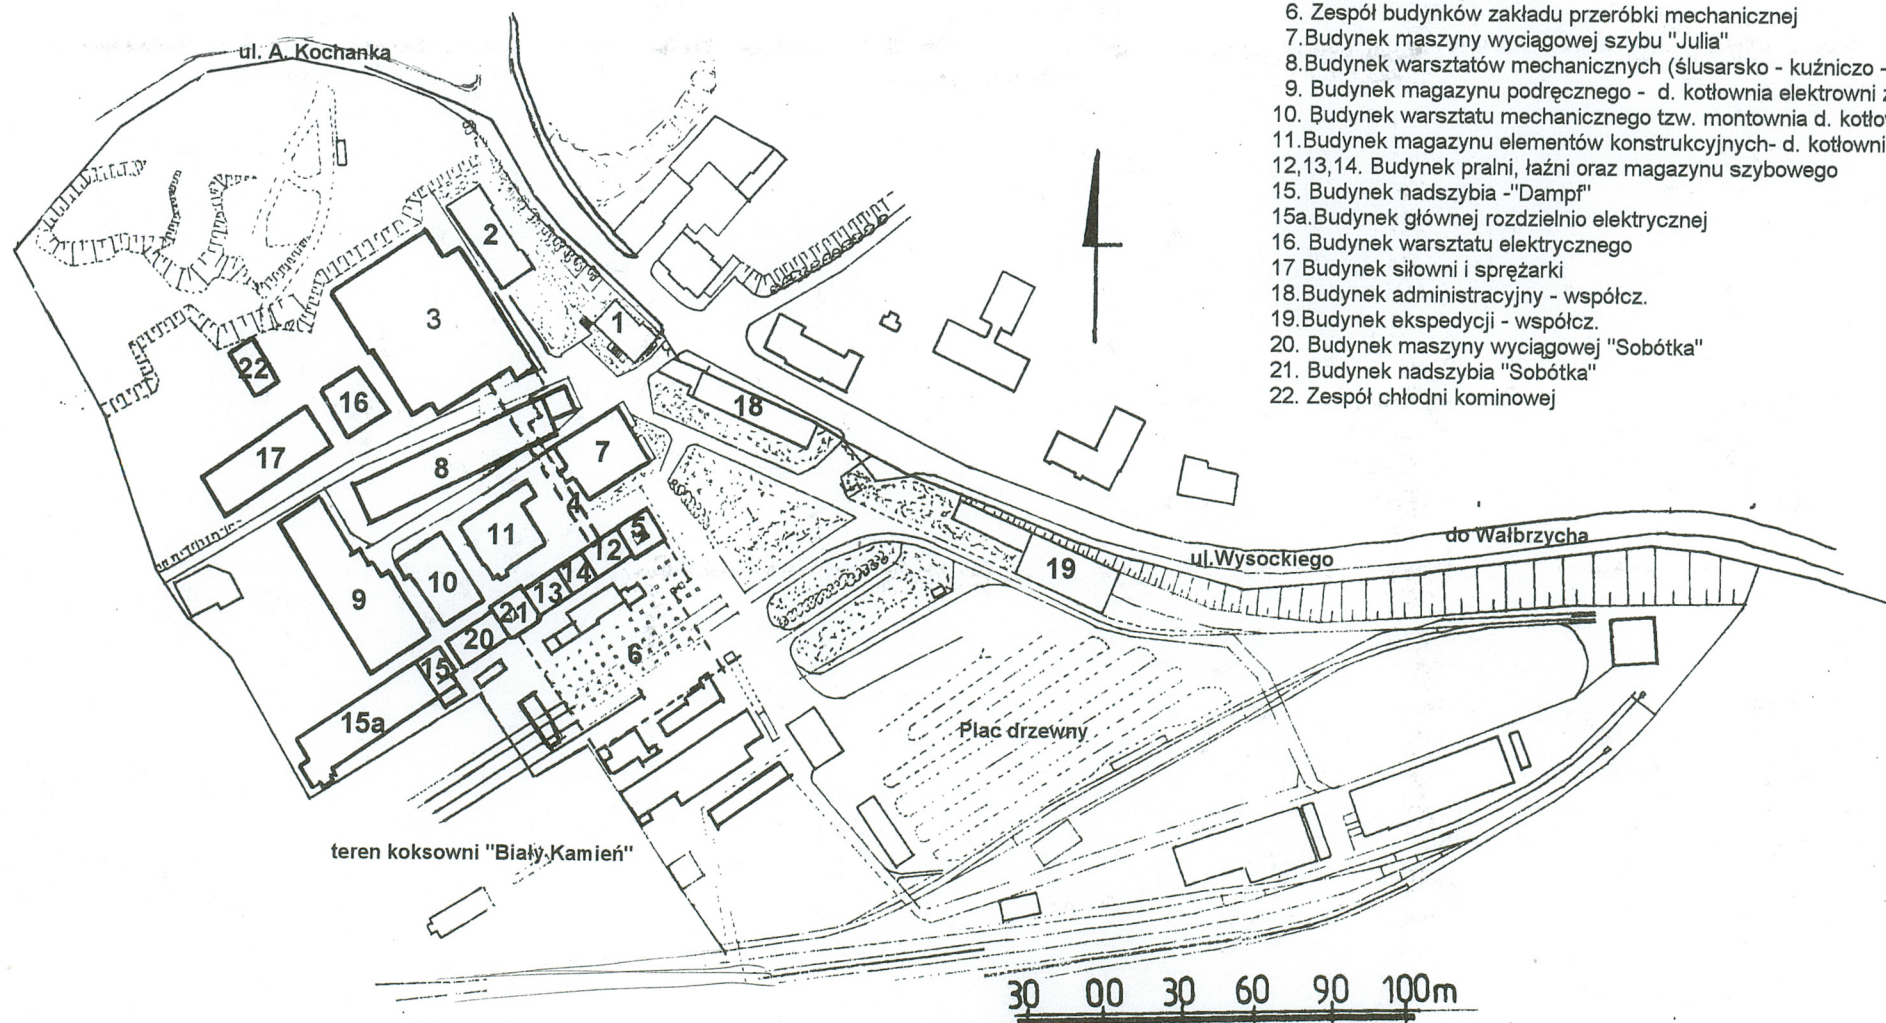 6. Zespół budynków zakładu przeróbki mechanicznej
7.Budynek maszyny wyciągowej szybu "Julia"
8.Budynek warsztatów mechanicznych (ślusarsko - kuźniczo -
9. Budynek magazynu podręcznego - d. kotłownia elektrowni
10. Budynek warsztatu mechanicznego tzw. montownia d.
11.Budynek magazynu elementów konstrukcyjnych- d.
12,13,14. Budynek pralni, łaźni oraz magazynu szybowego
15. Budynek nadszybia -"Dampf"
15a.Budynek głównej rozdzielnio elektrycznej
16. Budynek warsztatu elektrycznego
17 Budynek siłowni i sprężarki
18.Budynek administracyjny - współcz.
19.Budynek ekspedycji - współcz.
20. Budynek maszyny wyciągowej "Sobótka"
21. Budynek nadszybia "Sobótka"
22. Zespół chłodni kominowej
ul. A. Kochanka
2
3
1
22
16
18
17
8
7
4
11
5
12
14
13
10
9
21
20
6
15
15a
19
ul.Wysockiego
do Wałbrzycha
Plac drzewny
teren koksowni "Biały Kamień"
30 00 30 60 90 100m